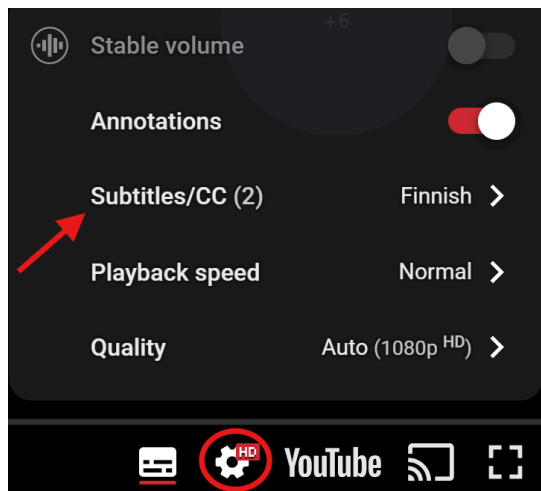 +6
Stable volume
Annotations
Subtitles/CC (2) Finnish
Playback speed Normal
Quality Auto (1080p HD)
HD YouTube